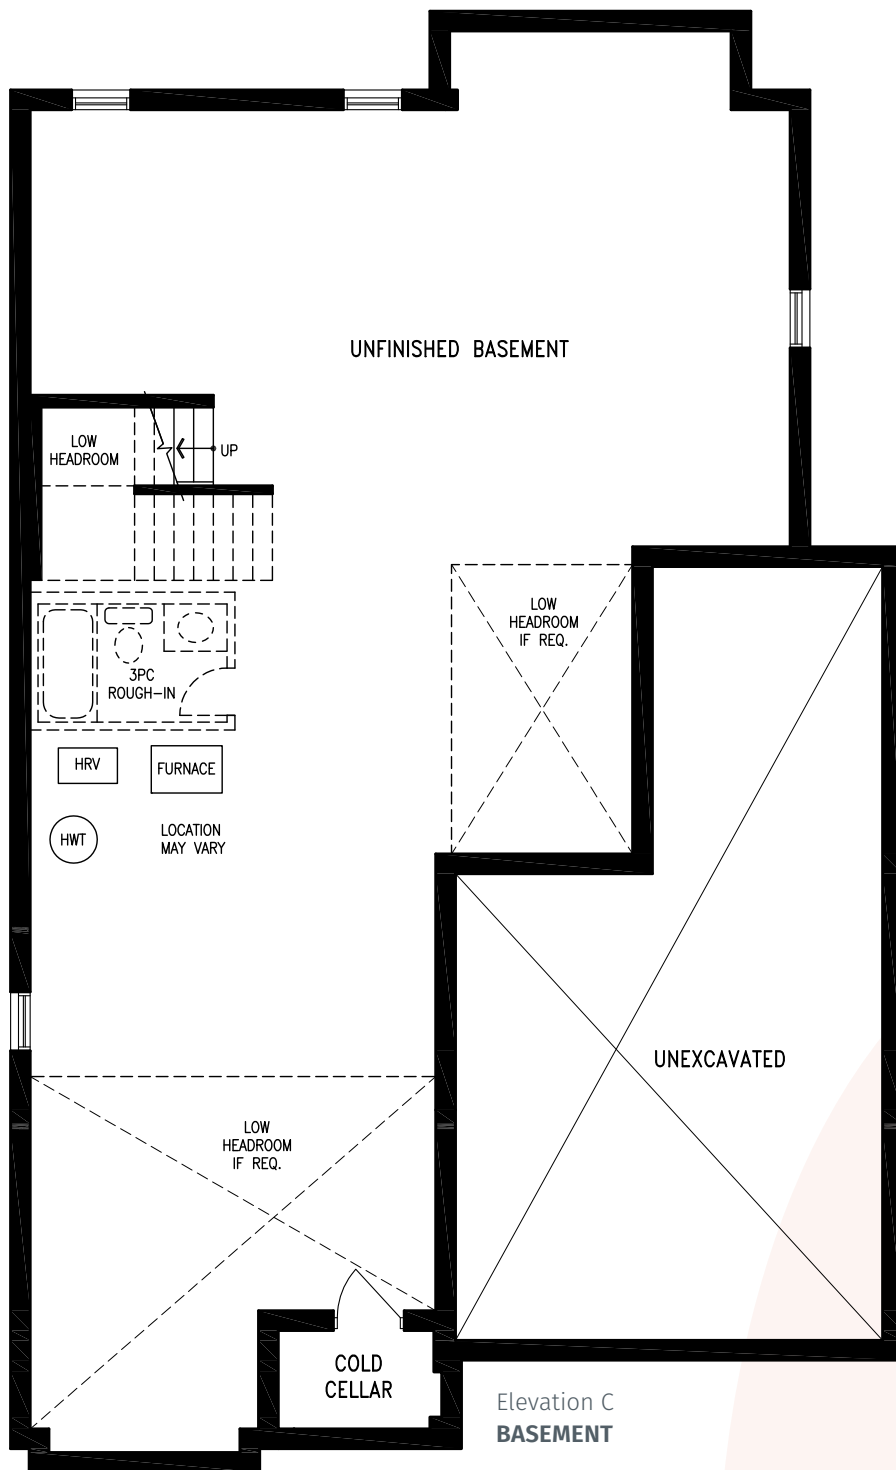 UNFINISHED BASEMENT
LOW
HEADROOM
UP
LOW
HEADROOM
IF REQ.
3PC
ROUGH-IN
HRV
FURNACE
HWT
LOCATION
MAY VARY
UNEXCAVATED
LOW
HEADROOM
IF REQ.
COLD
CELLAR
Elevation C
BASEMENT